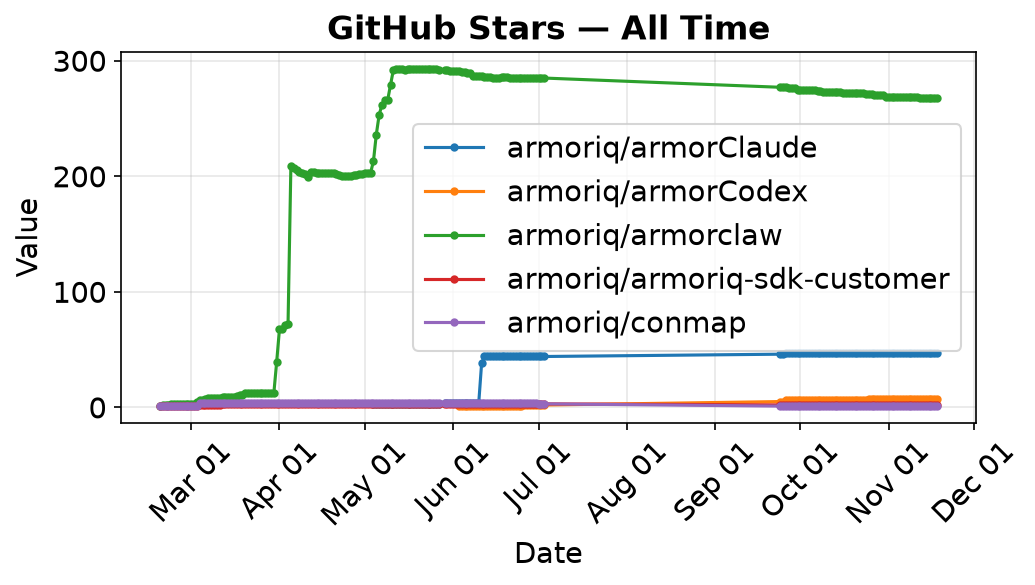 GitHub Stars — All Time
300
200
100
0
Value
armoriq/armorClaude
armoriq/armorCodex
armoriq/armorclaw
armoriq/armoriq-sdk-customer
armoriq/conmap
Mar 01
Apr 01
May 01
Jun 01
Jul 01
Aug 01
Sep 01
Oct 01
Nov 01
Dec 01
Date